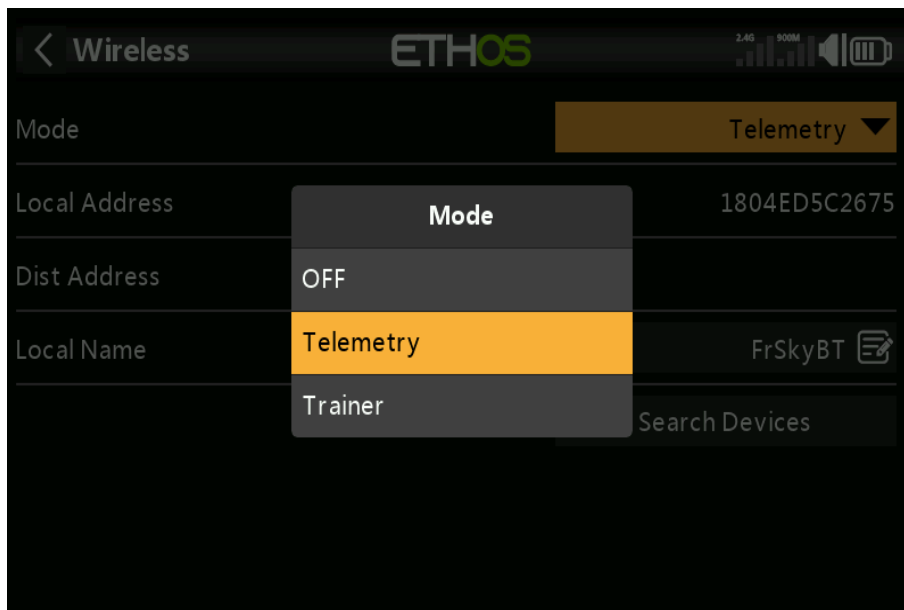 Wireless
ETHOS
2.4G 900M
Mode
Telemetry
Local Address
1804ED5C2675
Dist Address
Local Name
FrSkyBT
Search Devices
Mode
OFF
Telemetry
Trainer